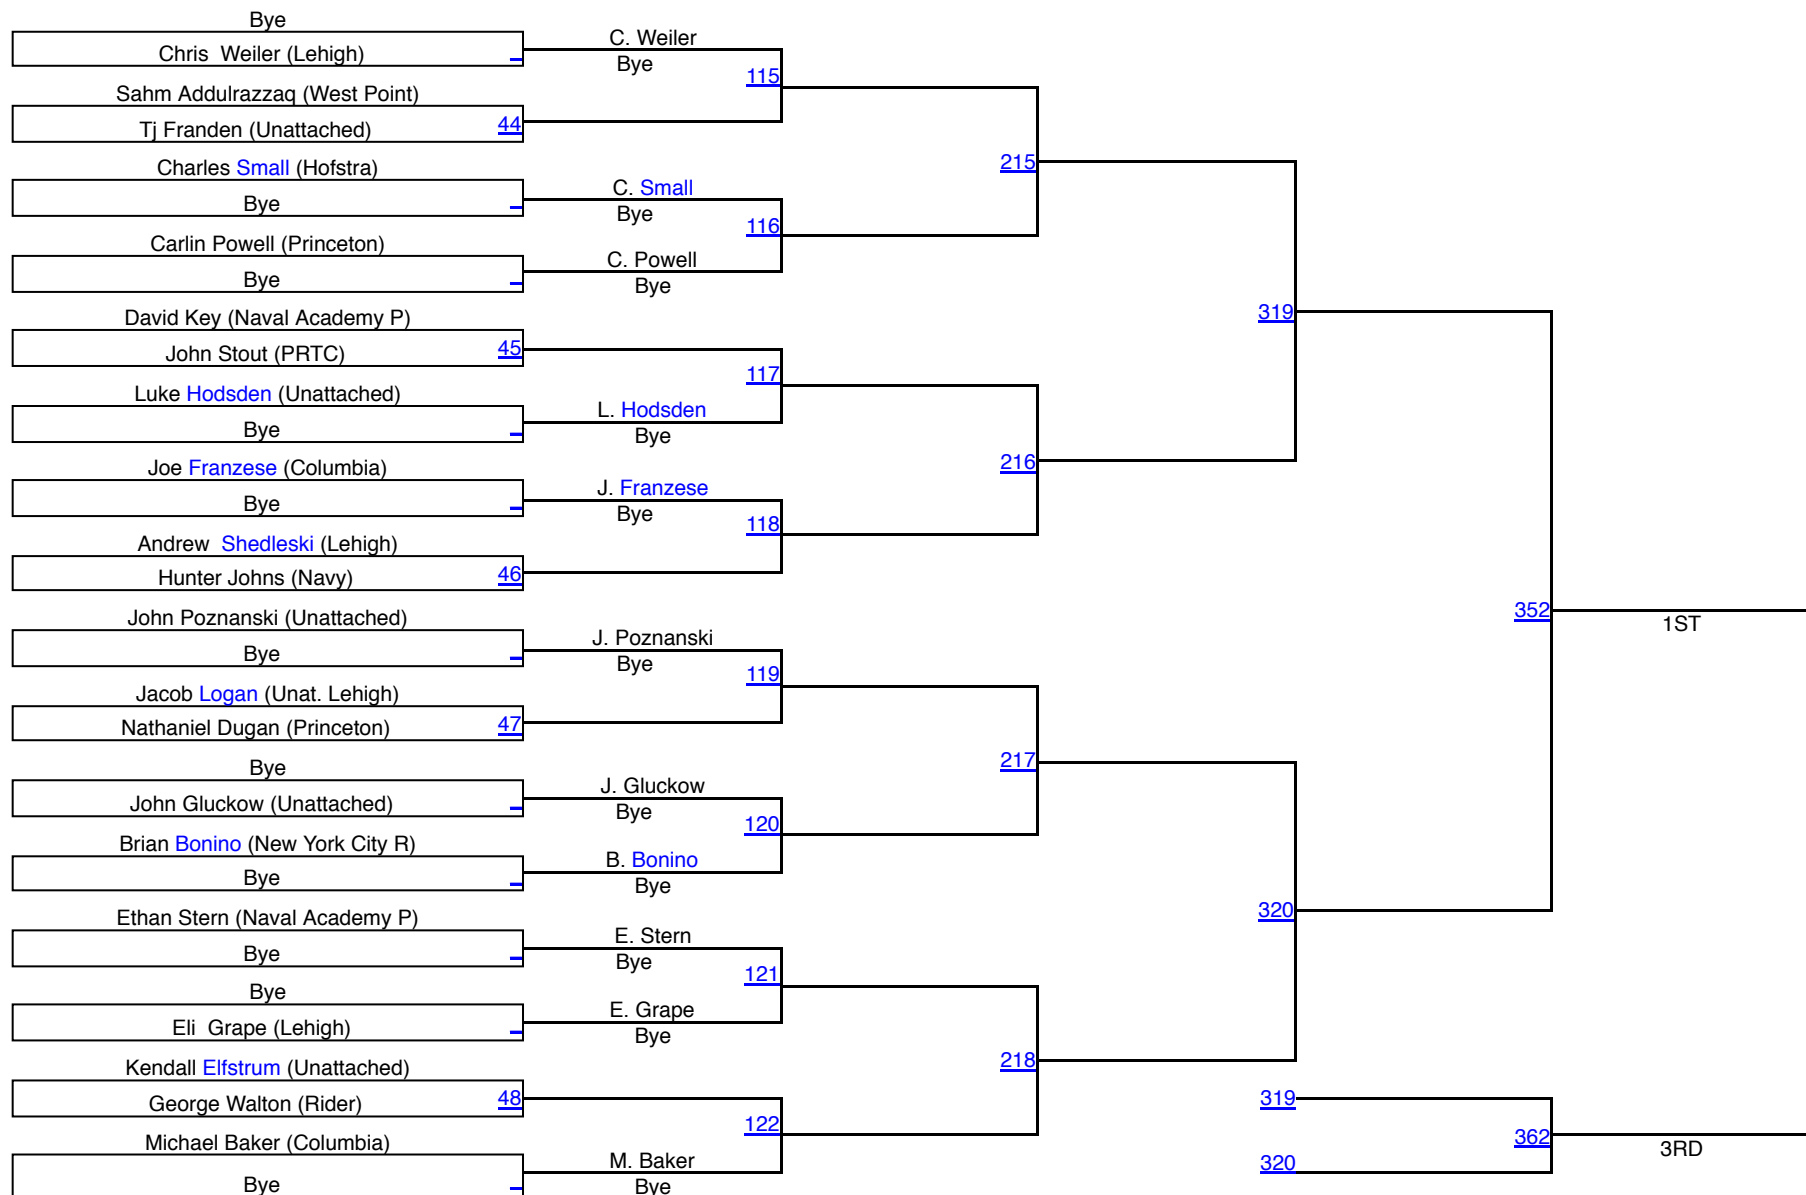 Bye
Chris Weiler (Lehigh)
Sahm Addulrazzaq (West Point)
Tj Franden (Unattached)
44
Charles Small (Hofstra)
Bye
Carlin Powell (Princeton)
Bye
David Key (Naval Academy P)
John Stout (PRTC)
45
Luke Hodsden (Unattached)
Bye
Joe Franzese (Columbia)
Bye
Andrew Shedleski (Lehigh)
Hunter Johns (Navy)
46
John Poznanski (Unattached)
Bye
Jacob Logan (Unat. Lehigh)
Nathaniel Dugan (Princeton)
47
Bye
John Gluckow (Unattached)
Brian Bonino (New York City R)
Bye
Ethan Stern (Naval Academy P)
Bye
Bye
Eli Grape (Lehigh)
Kendall Elfstrum (Unattached)
George Walton (Rider)
48
Michael Baker (Columbia)
Bye
C. Weiler
Bye
115
C. Small
Bye
116
C. Powell
Bye
117
L. Hodsden
Bye
J. Franzese
Bye
118
J. Poznanski
Bye
119
J. Gluckow
Bye
120
B. Bonino
Bye
E. Stern
Bye
121
E. Grape
Bye
122
M. Baker
Bye
215
216
217
218
319
320
352
1ST
319
362
3RD
320